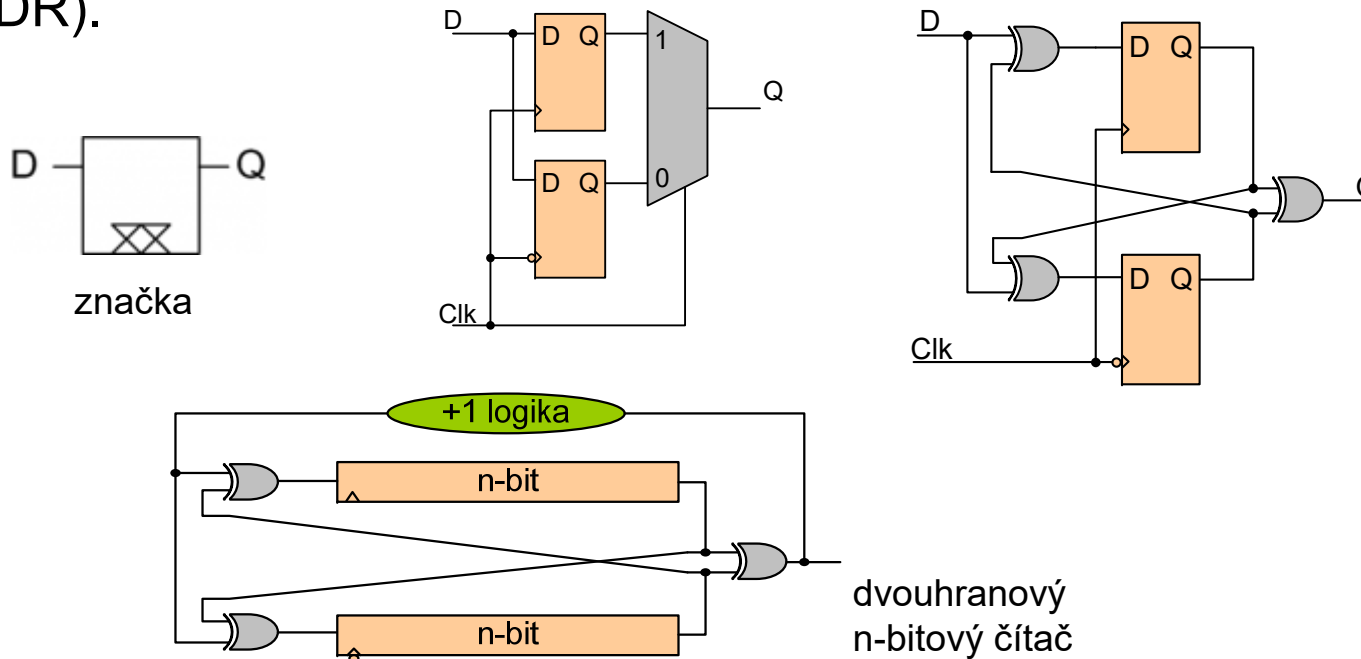 DR).
D
Q
značka
D
D Q
1
Q
D Q
0
Clk
D
D Q
D Q
Clk
+1 logika
n-bit
n-bit
dvouhranový
n-bitový čítač